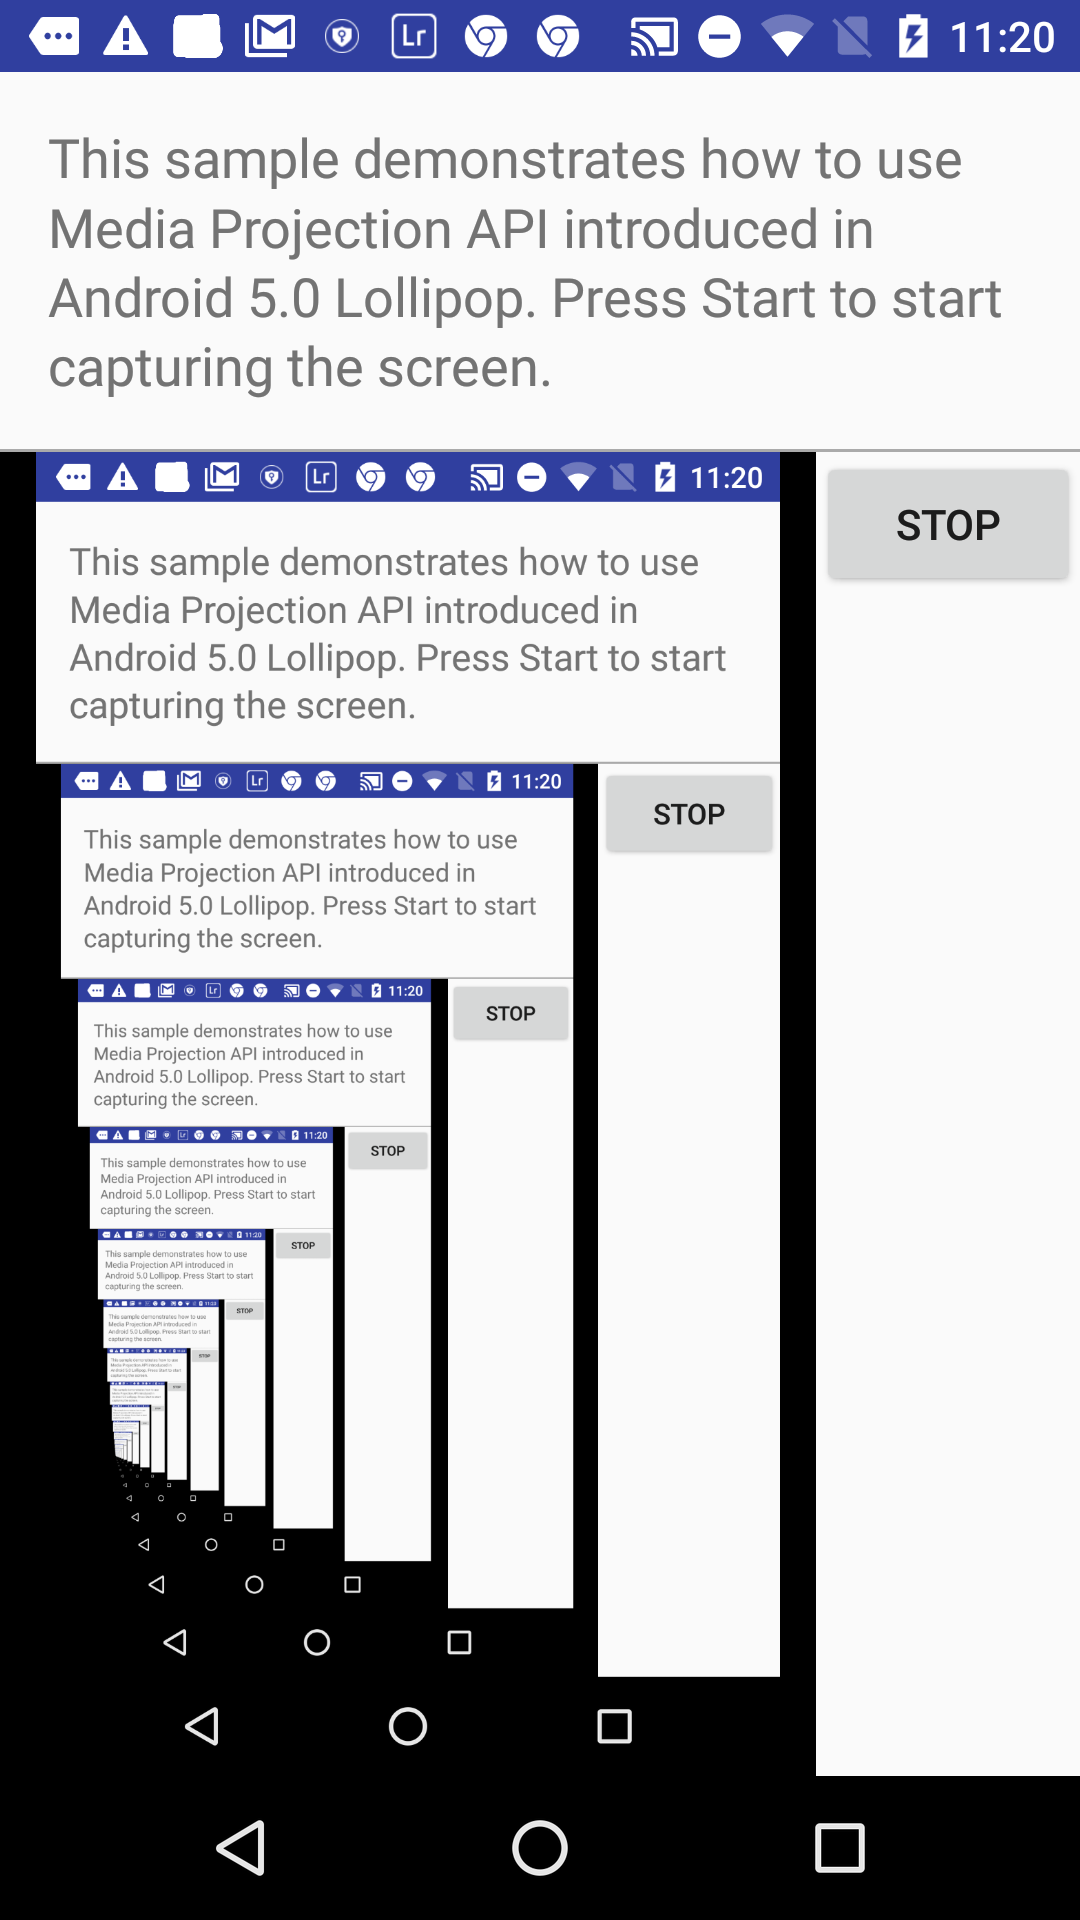 Lr 11:20
This sample demonstrates how to use
Media Projection API introduced in
Android 5.0 Lollipop. Press Start to start
capturing the screen.
Lr 11:20
STOP
This sample demonstrates how to use
Media Projection API introduced in
Android 5.0 Lollipop. Press Start to start
capturing the screen.
Lr 11:20
STOP
This sample demonstrates how to use
Media Projection API introduced in
Android 5.0 Lollipop. Press Start to start
capturing the screen.
Lr 11:20
STOP
This sample demonstrates how to use
Media Projection API introduced in
Android 5.0 Lollipop. Press Start to start
capturing the screen.
Lr 11:20
STOP
This sample demonstrates how to use
Media Projection API introduced in
Android 5.0 Lollipop. Press Start to start
capturing the screen.
11:20
STOP
This sample demonstrates how to use
Media Projection API introduced in
Android 5.0 Lollipop. Press Start to start
capturing the screen.
STOP
This sample demonstrates how to use
Media Projection API introduced in
Android 5.0 Lollipop. Press Start to start
capturing the screen.
STOP